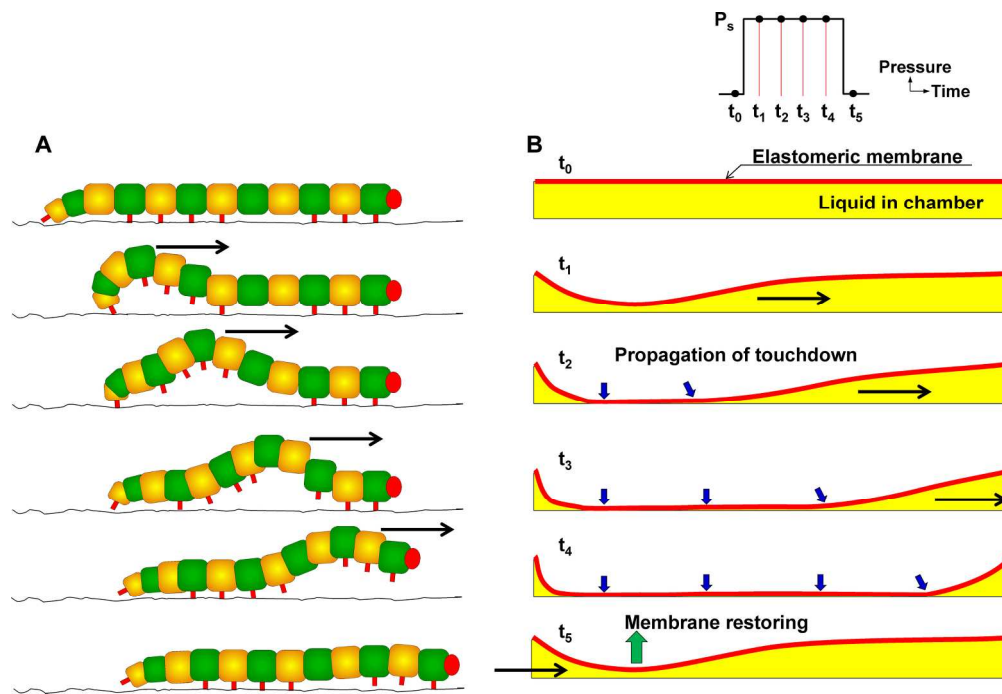 Pₛ
Pressure
Time
t₀ t₁ t₂ t₃ t₄ t₅
A
B
t₀
Elastomeric membrane
Liquid in chamber
t₁
t₂
Propagation of touchdown
t₃
t₄
t₅
Membrane restoring